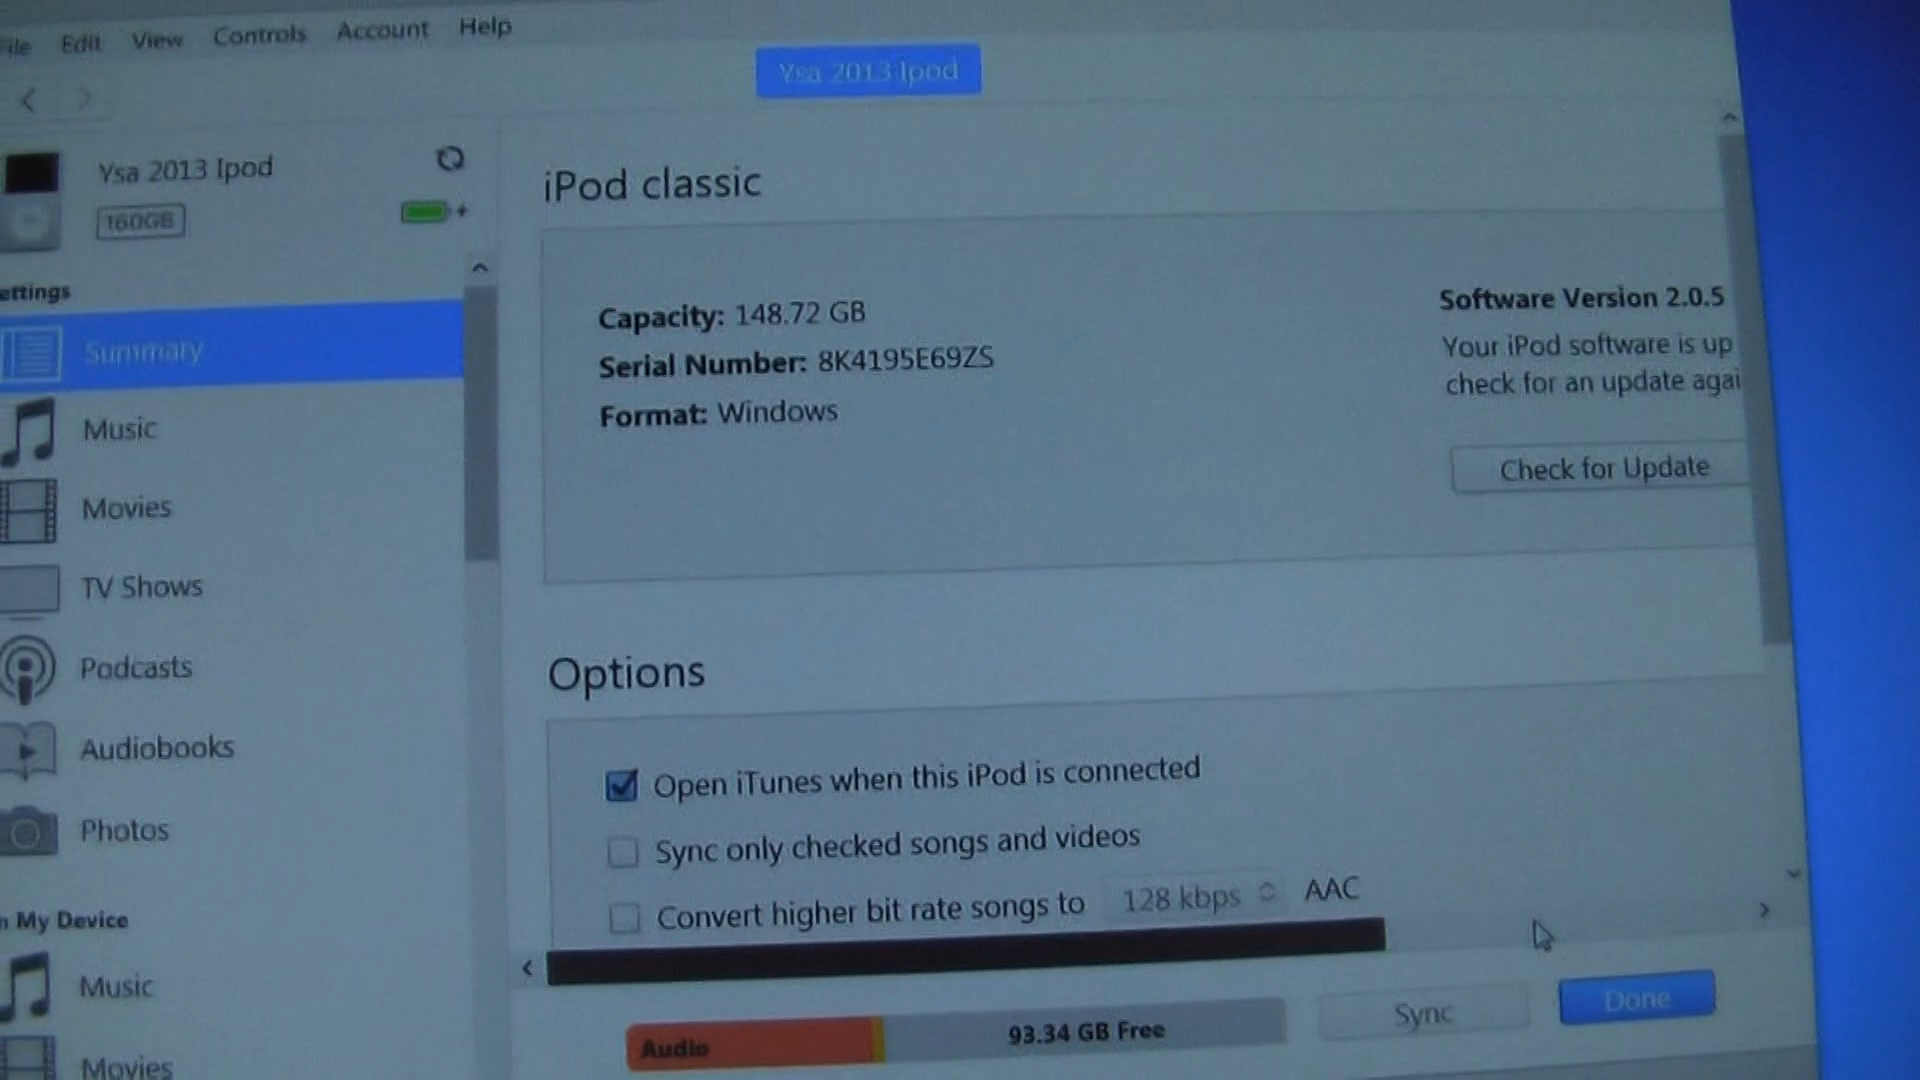 File Edit View Controls Account Help
Ysa 2013 Ipod
Ysa 2013 Ipod
160GB
ettings
Summary
Music
Movies
TV Shows
Podcasts
Audiobooks
Photos
n My Device
Music
Movies
iPod classic
Capacity: 148.72 GB
Serial Number: 8K4195E69ZS
Format: Windows
Software Version 2.0.5
Your iPod software is up
check for an update agai
Check for Update
Options
Open iTunes when this iPod is connected
Sync only checked songs and videos
Convert higher bit rate songs to 128 kbps AAC
Audio
93.34 GB Free
Sync
Done